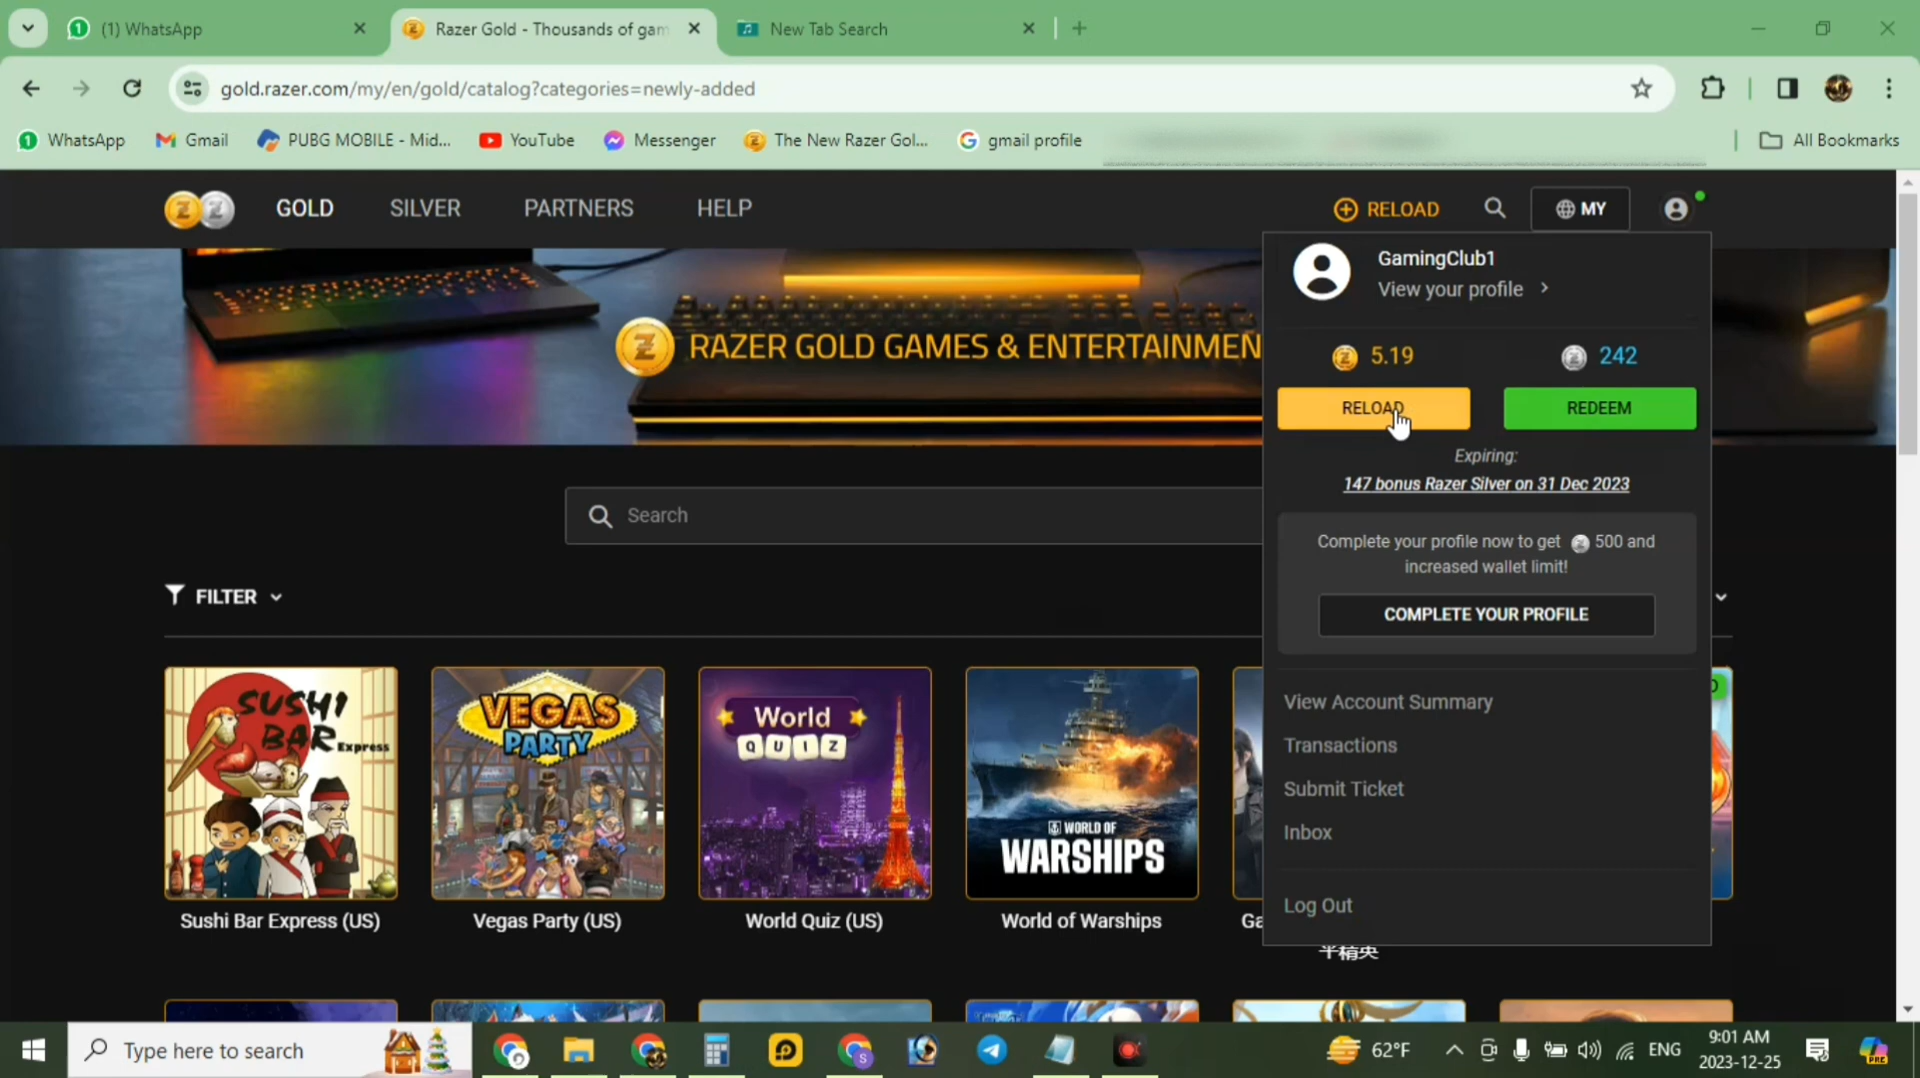 (1) WhatsApp
Razer Gold - Thousands of gam
New Tab Search
gold.razer.com/my/en/gold/catalog?categories=newly-added
WhatsApp
Gmail
PUBG MOBILE - Mid...
YouTube
Messenger
The New Razer Gol...
gmail profile
All Bookmarks
GOLD
SILVER
PARTNERS
HELP
RELOAD
MY
RAZER GOLD GAMES & ENTERTAINMEN
GamingClub1
View your profile
5.19
242
RELOAD
REDEEM
Expiring:
147 bonus Razer Silver on 31 Dec 2023
Complete your profile now to get 500 and
increased wallet limit!
COMPLETE YOUR PROFILE
View Account Summary
Transactions
Submit Ticket
Inbox
Log Out
Search
FILTER
SUSHI
BAR Express
VEGAS
PARTY
World
QUIZ
WORLD OF
WARSHIPS
Sushi Bar Express (US)
Vegas Party (US)
World Quiz (US)
World of Warships
Ga
平精英
Type here to search
62°F
ENG
9:01 AM
2023-12-25
PRE